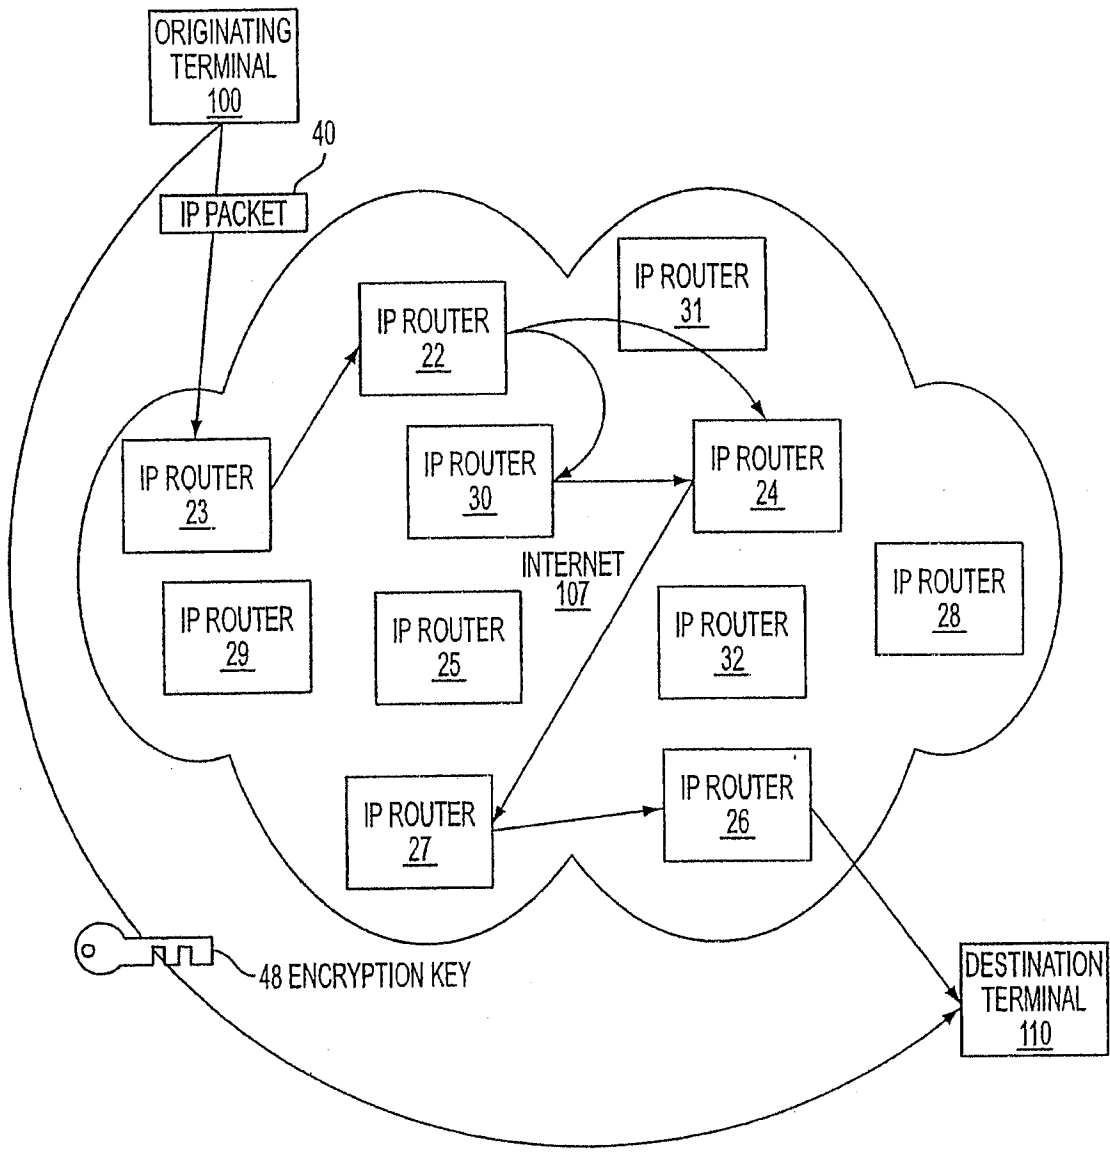 ORIGINATING
TERMINAL
100
40
IP PACKET
IP ROUTER
31
IP ROUTER
22
IP ROUTER
23
IP ROUTER
30
IP ROUTER
24
INTERNET
107
IP ROUTER
28
IP ROUTER
29
IP ROUTER
25
IP ROUTER
32
IP ROUTER
27
IP ROUTER
26
48 ENCRYPTION KEY
DESTINATION
TERMINAL
110